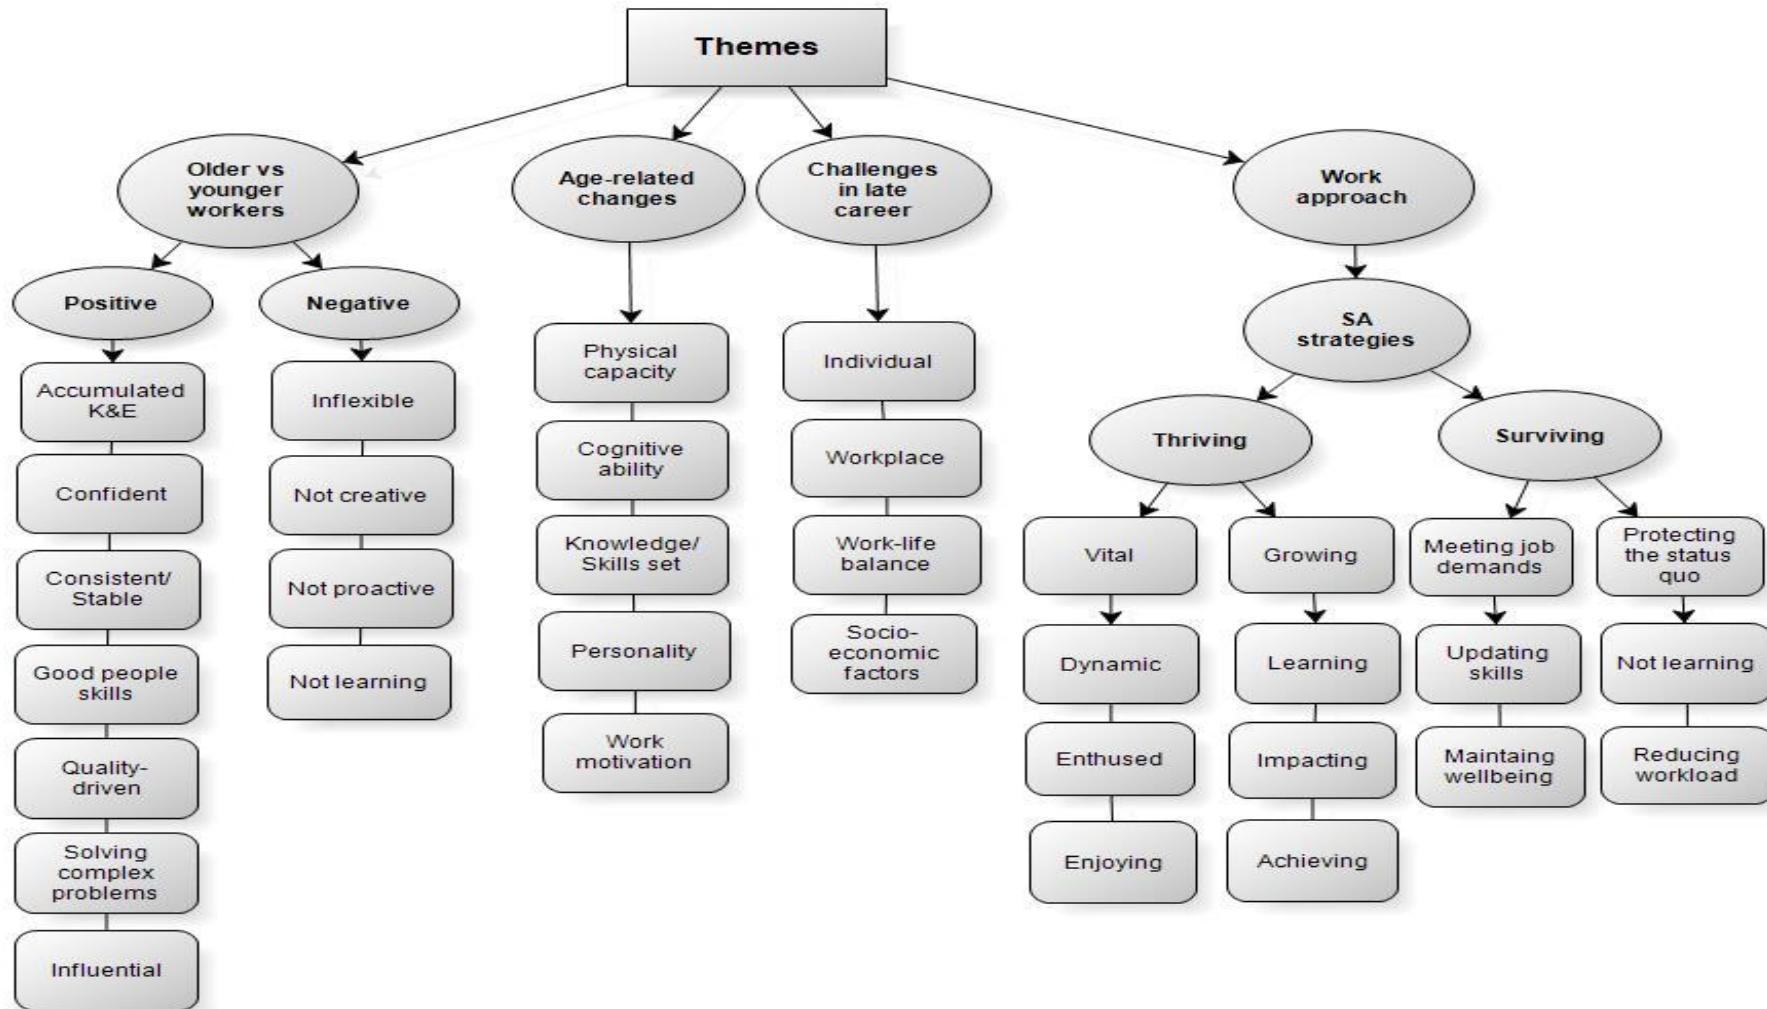 Themes
Older vs
younger
workers
Age-related
changes
Challenges
in late
career
Work
approach
Positive
Negative
SA
strategies
Accumulated
K&E
Confident
Consistent/
Stable
Good people
skills
Quality-
driven
Solving
complex
problems
Influential
Inflexible
Not creative
Not proactive
Not learning
Physical
capacity
Cognitive
ability
Knowledge/
Skills set
Personality
Work
motivation
Individual
Workplace
Work-life
balance
Socio-
economic
factors
Thriving
Surviving
Vital
Dynamic
Enthused
Enjoying
Growing
Learning
Impacting
Achieving
Meeting job
demands
Updating
skills
Maintaing
wellbeing
Protecting
the status
quo
Not learning
Reducing
workload